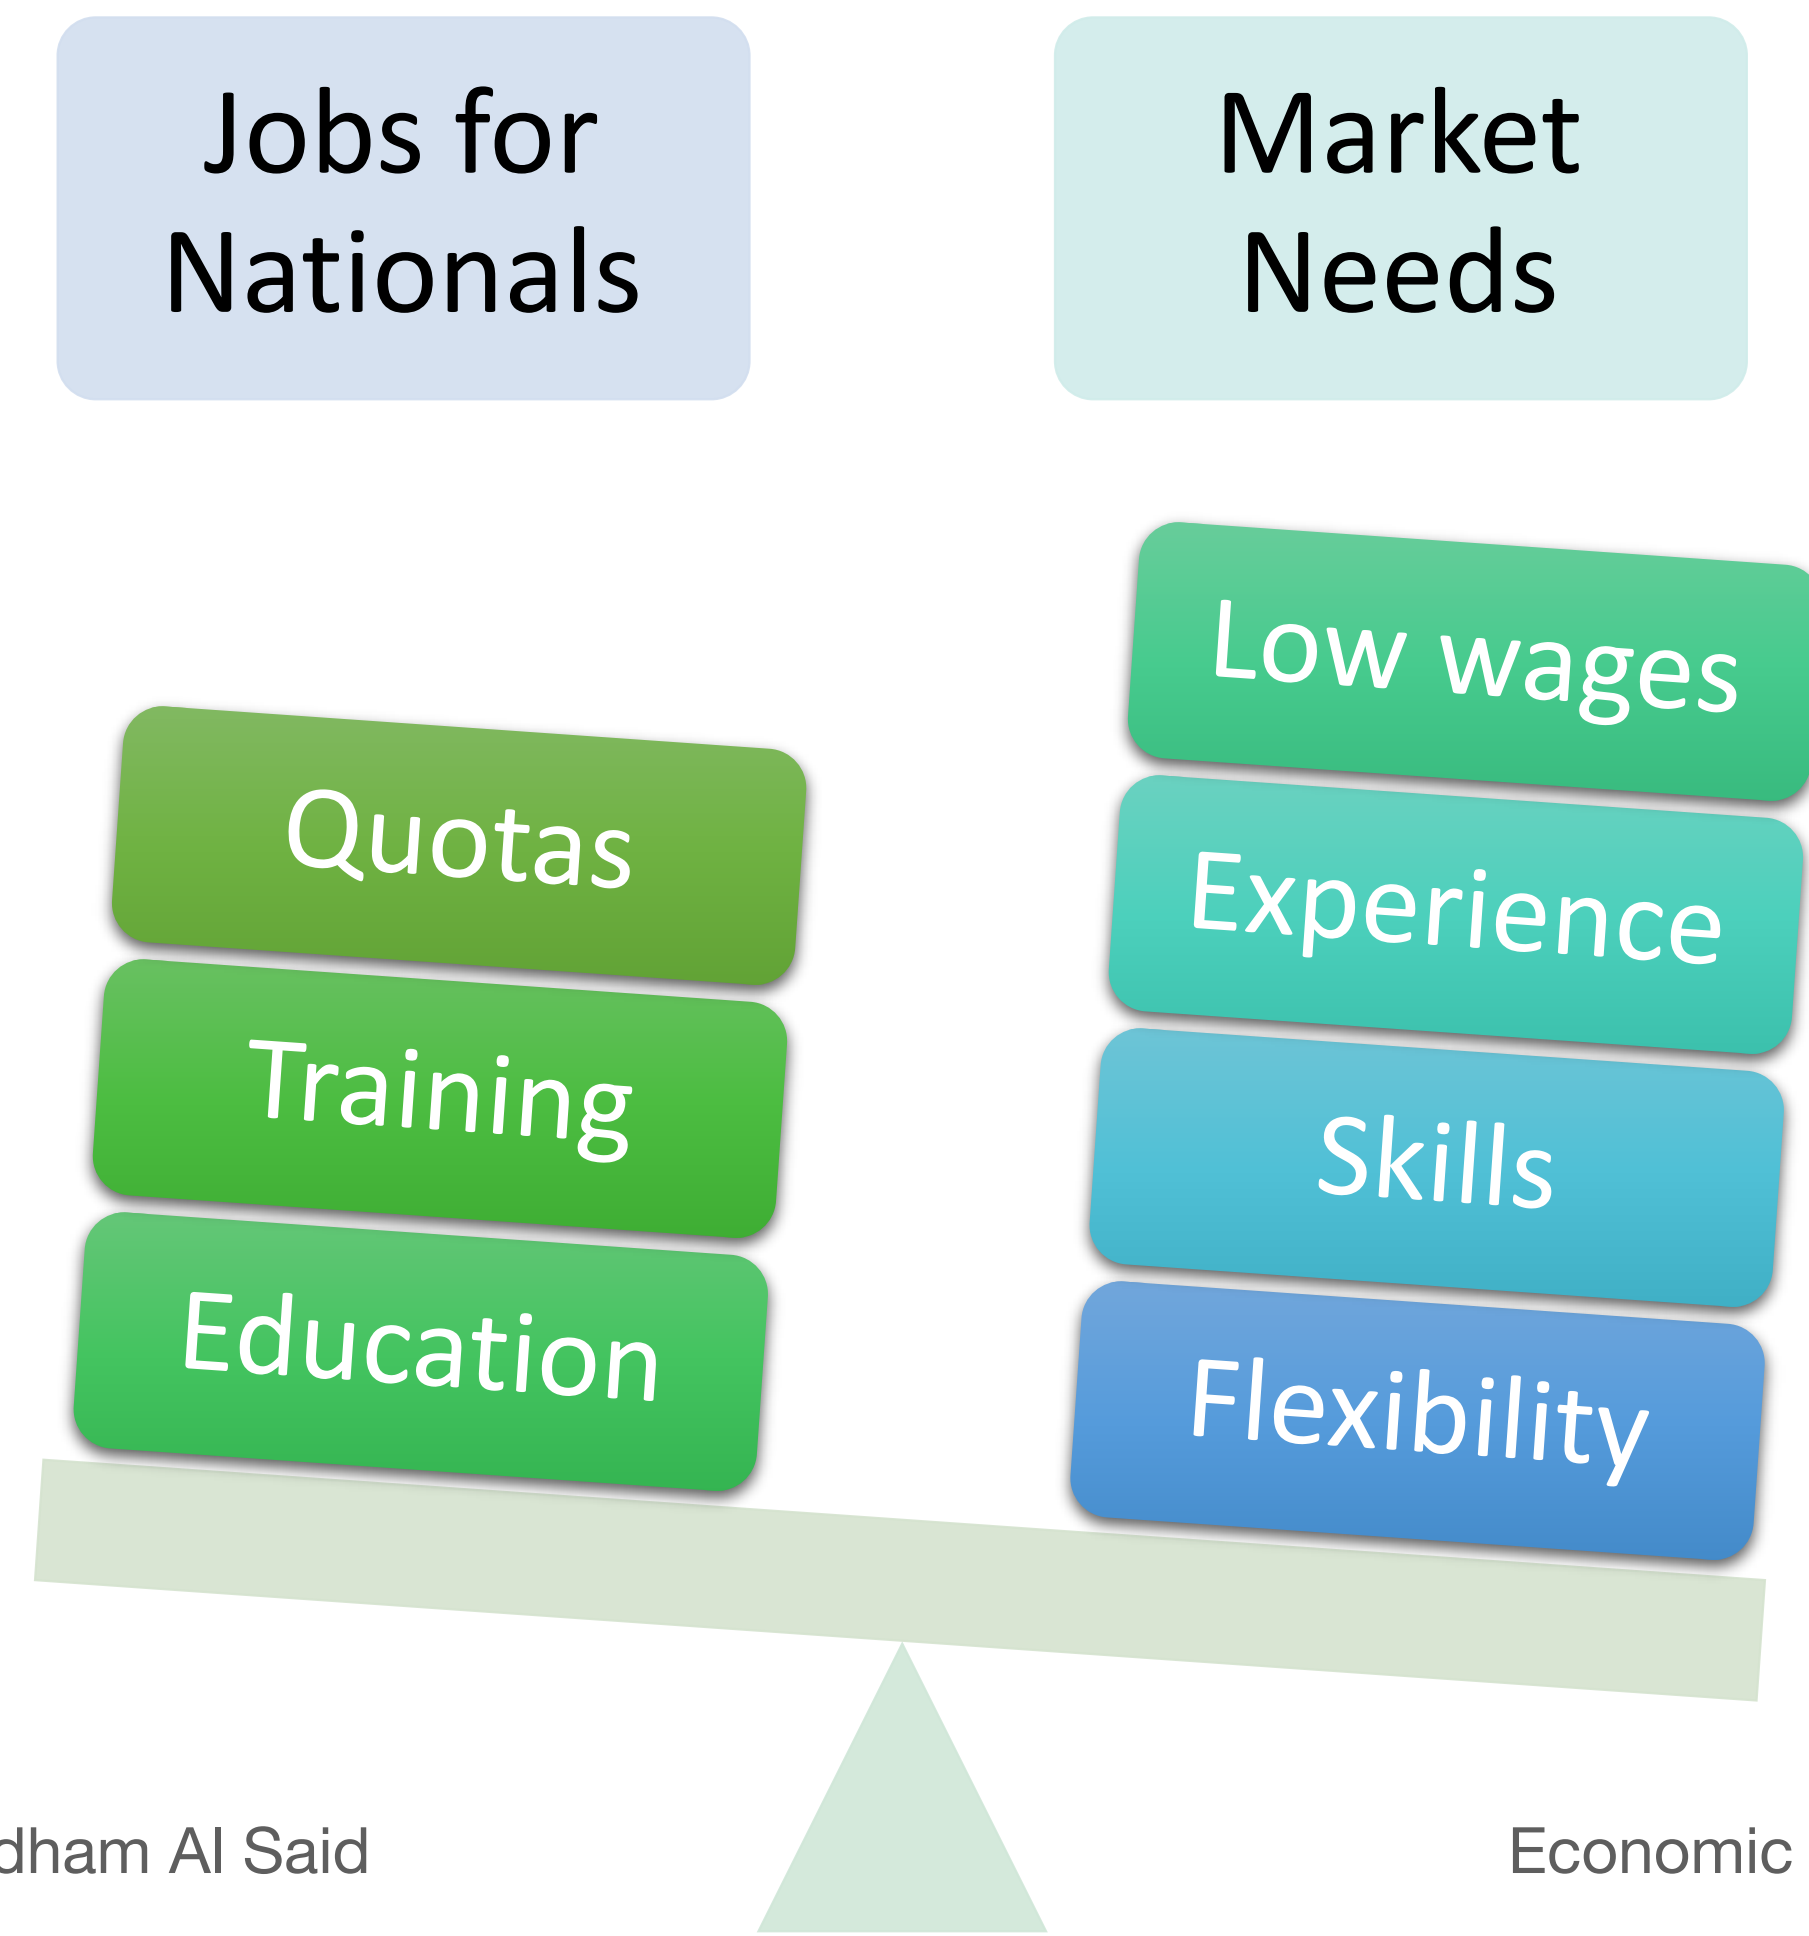 Jobs for
Nationals
Market
Needs
Quotas
Training
Education
Low wages
Experience
Skills
Flexibility
dham Al Said
Economic